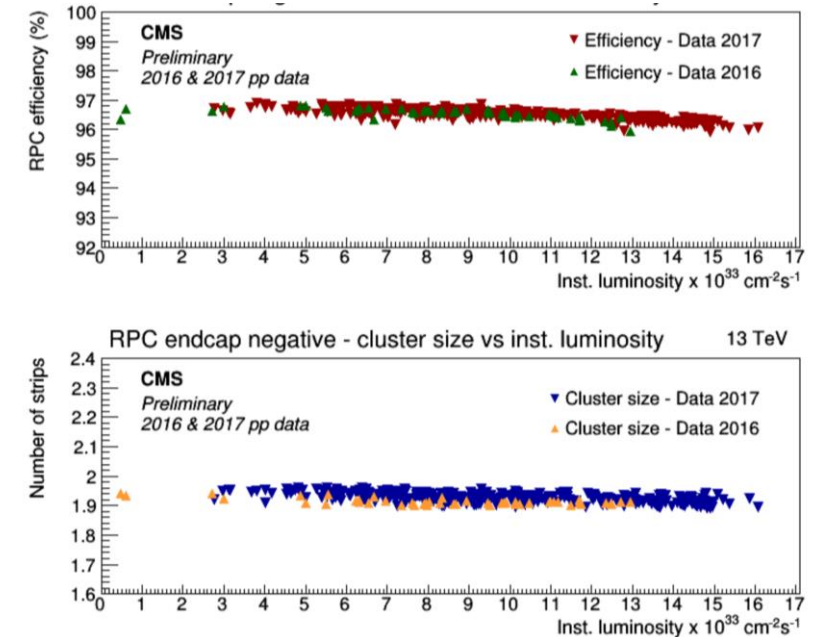 100
99
98
97
96
95
94
93
92
RPC efficiency (%)
CMS
Preliminary
2016 & 2017 pp data
Efficiency - Data 2017
Efficiency - Data 2016
0 1 2 3 4 5 6 7 8 9 10 11 12 13 14 15 16 17
Inst. luminosity x 10³³ cm⁻²s⁻¹
RPC endcap negative - cluster size vs inst. luminosity 13 TeV
2.4
2.3
2.2
2.1
2
1.9
1.8
1.7
1.6
Number of strips
CMS
Preliminary
2016 & 2017 pp data
Cluster size - Data 2017
Cluster size - Data 2016
0 1 2 3 4 5 6 7 8 9 10 11 12 13 14 15 16 17
Inst. luminosity x 10³³ cm⁻²s⁻¹